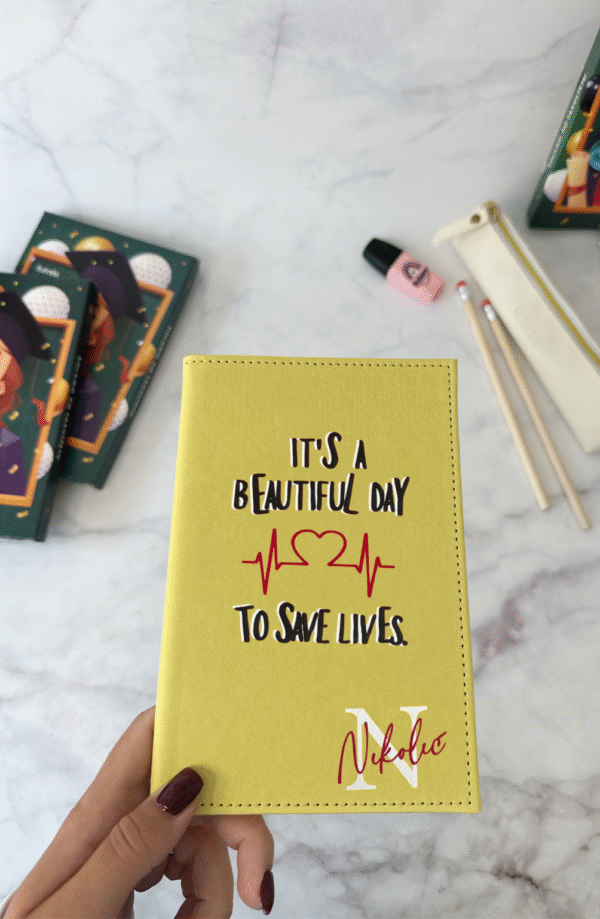 IT'S A
BEAUTIFUL DAY
TO SAVE LIVES.
N
Nikolić